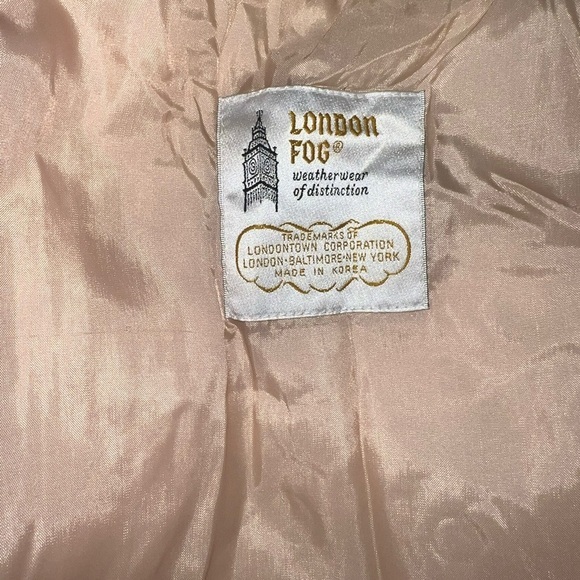 LONDON
FOG®
weatherwear
of distinction
TRADEMARKS OF
LONDONTOWN CORPORATION
LONDON·BALTIMORE·NEW YORK
MADE IN KOREA